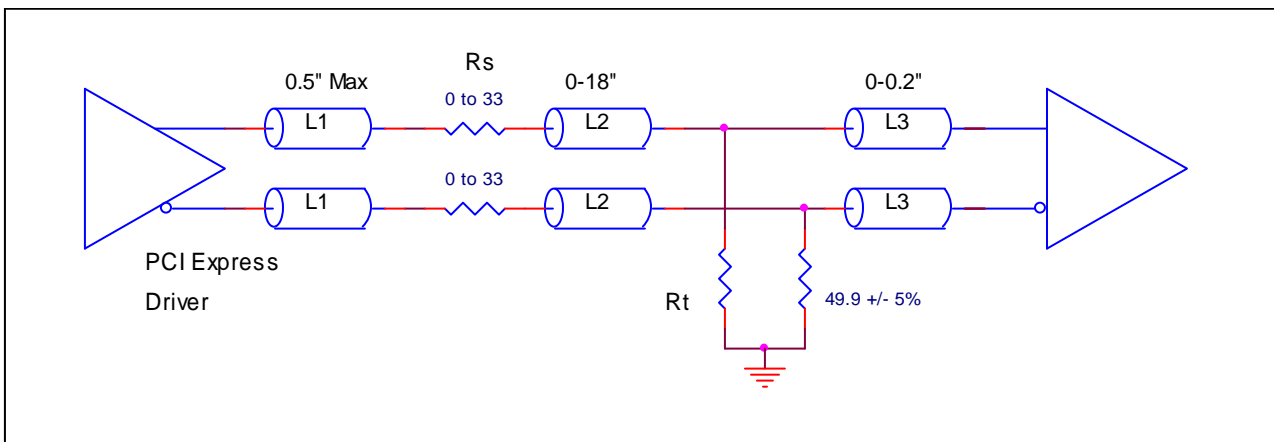 Rs
0.5" Max
0-18"
0-0.2"
0 to 33
L1
L2
L3
0 to 33
L1
L2
L3
PCI Express
Driver
Rt
49.9 +/- 5%